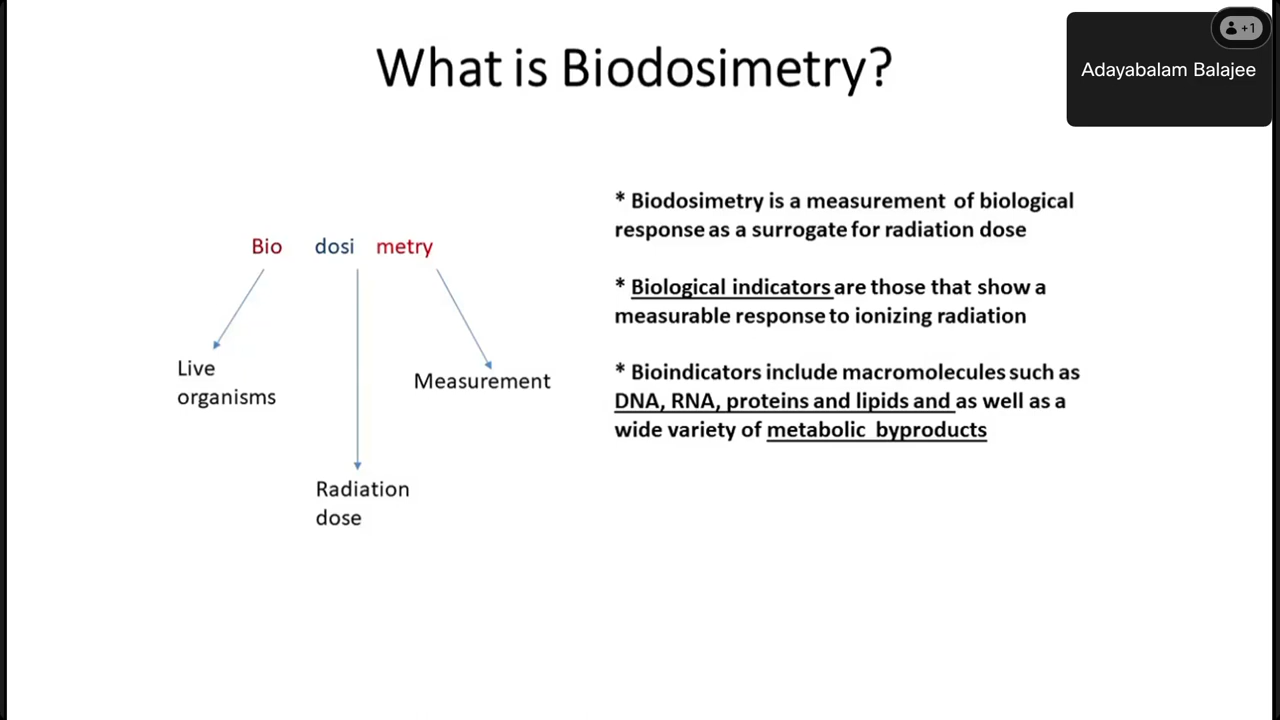 What is Biodosimetry?
+1
Adayabalam Balajee
Bio dosi metry
Live
organisms
Radiation
dose
Measurement
* Biodosimetry is a measurement of biological
response as a surrogate for radiation dose
* Biological indicators are those that show a
measurable response to ionizing radiation
* Bioindicators include macromolecules such as
DNA, RNA, proteins and lipids and as well as a
wide variety of metabolic byproducts